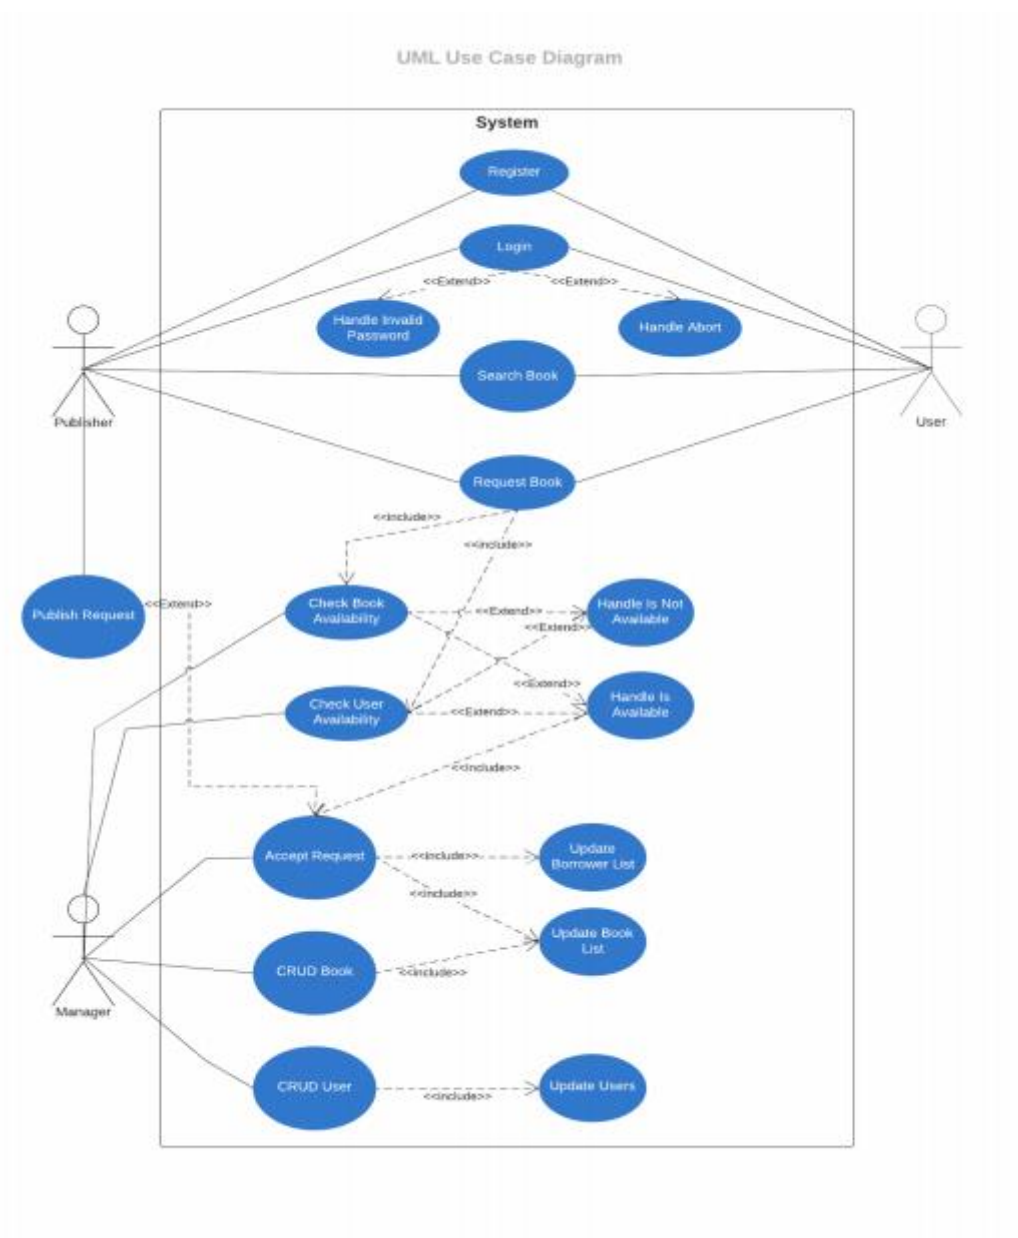 UML Use Case Diagram
System
Register
Login
<<Extend>>
<<Extend>>
Handle Invalid
Password
Handle Abort
Search Book
Publisher
User
Request Book
<<include>>
<<include>>
Publish Request
<<Extend>>
Check Book
Availability
<<Extend>>
Handle Is Not
Available
<<Extend>>
Check User
Availability
<<Extend>>
<<Extend>>
Handle Is
Available
<<include>>
Accept Request
<<include>>
Update
Borrower List
<<include>>
Update Book
List
CRUD Book
<<include>>
Manager
CRUD User
<<include>>
Update Users